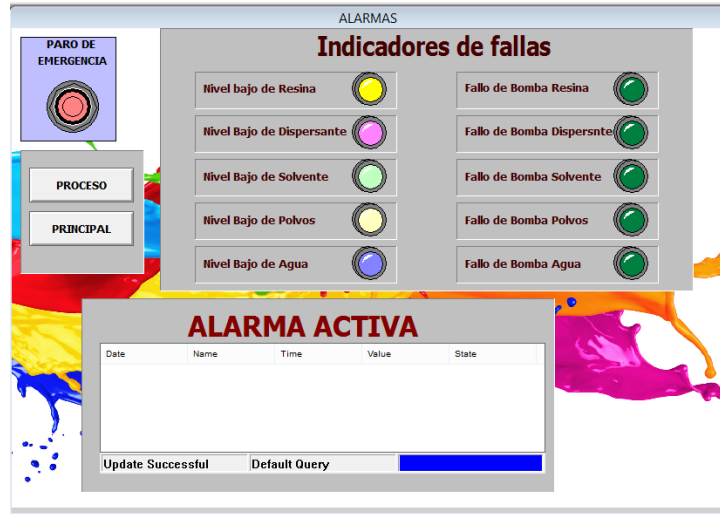 ALARMAS
PARO DE
EMERGENCIA
Indicadores de fallas
Nivel bajo de Resina
Fallo de Bomba Resina
Nivel Bajo de Dispersante
Fallo de Bomba Dispersnte
Nivel Bajo de Solvente
Fallo de Bomba Solvente
Nivel Bajo de Polvos
Fallo de Bomba Polvos
Nivel Bajo de Agua
Fallo de Bomba Agua
PROCESO
PRINCIPAL
ALARMA ACTIVA
Date Name Time Value State
Update Successful Default Query